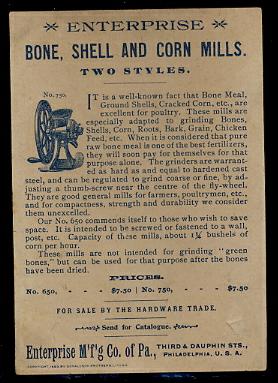 ENTERPRISE
BONE, SHELL AND CORN MILLS.
TWO STYLES.
No. 750.
IT is a well-known fact that Bone Meal,
Ground Shells, Cracked Corn, etc., are
excellent for poultry. These mills are
especially adapted to grinding Bones,
Shells, Corn, Roots, Bark, Grain, Chicken
Feed, etc. When it is considered that pure
raw bone meal is one of the best fertilizers,
they will soon pay for themselves for that
purpose alone. The grinders are warrant-
ed as hard as and equal to hardened cast
steel, and can be regulated to grind coarse or fine, by ad-
justing a thumb-screw near the centre of the fly-wheel.
They are good general mills for farmers, poultrymen, etc.,
and for compactness, strength and durability we consider
them unexcelled.
Our No. 650 commends itself to those who wish to save
space. It is intended to be screwed or fastened to a wall,
post, etc. Capacity of these mills, about 1¼ bushels of
corn per hour.
These mills are not intended for grinding "green
bones," but can be used for that purpose after the bones
have been dried.
PRICES.
No. 650, - - - $7.50 | No. 750, - - - $7.50
FOR SALE BY THE HARDWARE TRADE.
Send for Catalogue.
Enterprise M'f'g Co. of Pa., THIRD & DAUPHIN STS.,
PHILADELPHIA, U. S. A.